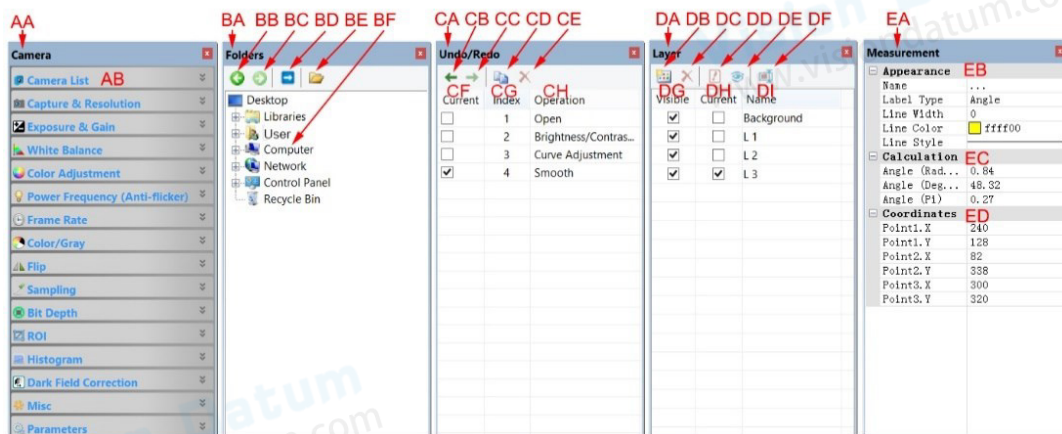 AA
BA BB BC BD BE BF
CA CB CC CD CE
DA DB DC DD DE DF
EA
Camera
Camera List AB
Capture & Resolution
Exposure & Gain
White Balance
Color Adjustment
Power Frequency (Anti-flicker)
Frame Rate
Color/Gray
Flip
Sampling
Bit Depth
ROI
Histogram
Dark Field Correction
Misc
Parameters
Folders
Desktop
Libraries
User
Computer
Network
Control Panel
Recycle Bin
Undo/Redo
CF CG CH
Current Index Operation
1 Open
2 Brightness/Contras...
3 Curve Adjustment
4 Smooth
Layer
DG DH DI
Visible Current Name
Background
L 1
L 2
L 3
Measurement
Appearance EB
Name ...
Label Type Angle
Line Width 0
Line Color ffff00
Line Style
Calculation EC
Angle (Rad... 0.84
Angle (Deg... 48.32
Angle (Pi) 0.27
Coordinates ED
Point1.X 240
Point1.Y 128
Point2.X 82
Point2.Y 338
Point3.X 300
Point3.Y 320